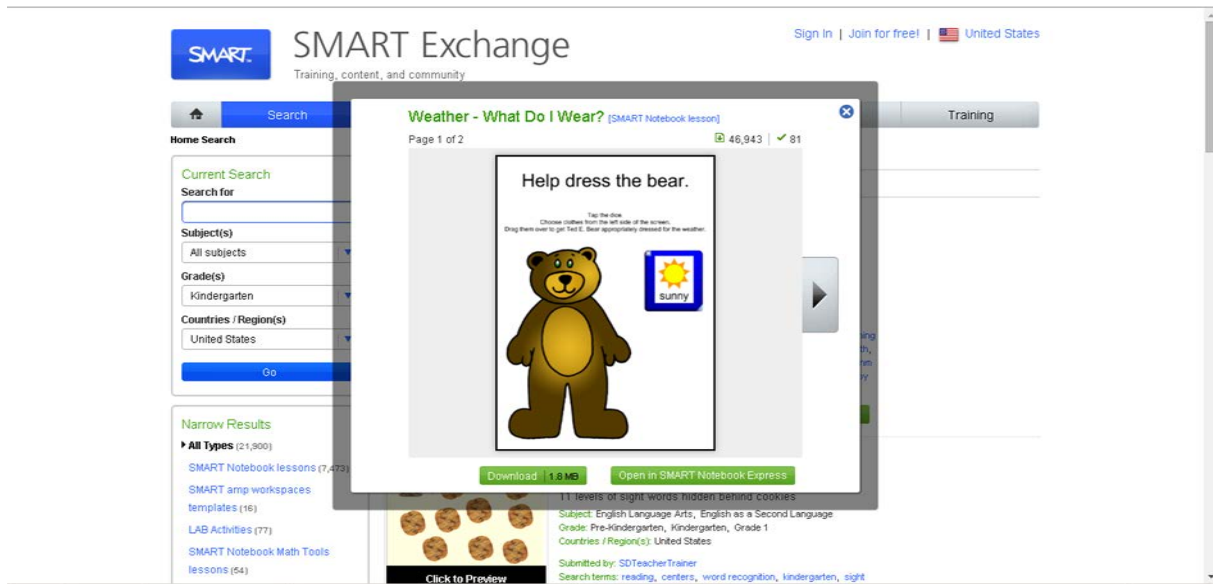 SMART
SMART Exchange
Training, content, and community
Sign In | Join for free! | United States
Search
Training
Home Search
Current Search
Search for
Subject(s)
All subjects
Grade(s)
Kindergarten
Countries / Region(s)
United States
Go
Narrow Results
All Types (21,900)
SMART Notebook lessons (7,473)
SMART amp workspaces
templates (16)
LAB Activities (77)
SMART Notebook Math Tools
lessons (54)
Weather - What Do I Wear? [SMART Notebook lesson]
Page 1 of 2
46,943 | 81
Help dress the bear.
Tap the dice.
Choose clothes from the left side of the screen.
Drag them over to get Ted E. Bear appropriately dressed for the weather.
sunny
Download 1.8 MB
Open in SMART Notebook Express
11 levels of sight words hidden behind cookies
Subject: English Language Arts, English as a Second Language
Grade: Pre-Kindergarten, Kindergarten, Grade 1
Countries / Region(s): United States
Submitted by: SDTeacherTrainer
Search terms: reading, centers, word recognition, kindergarten, sight
Click to Preview